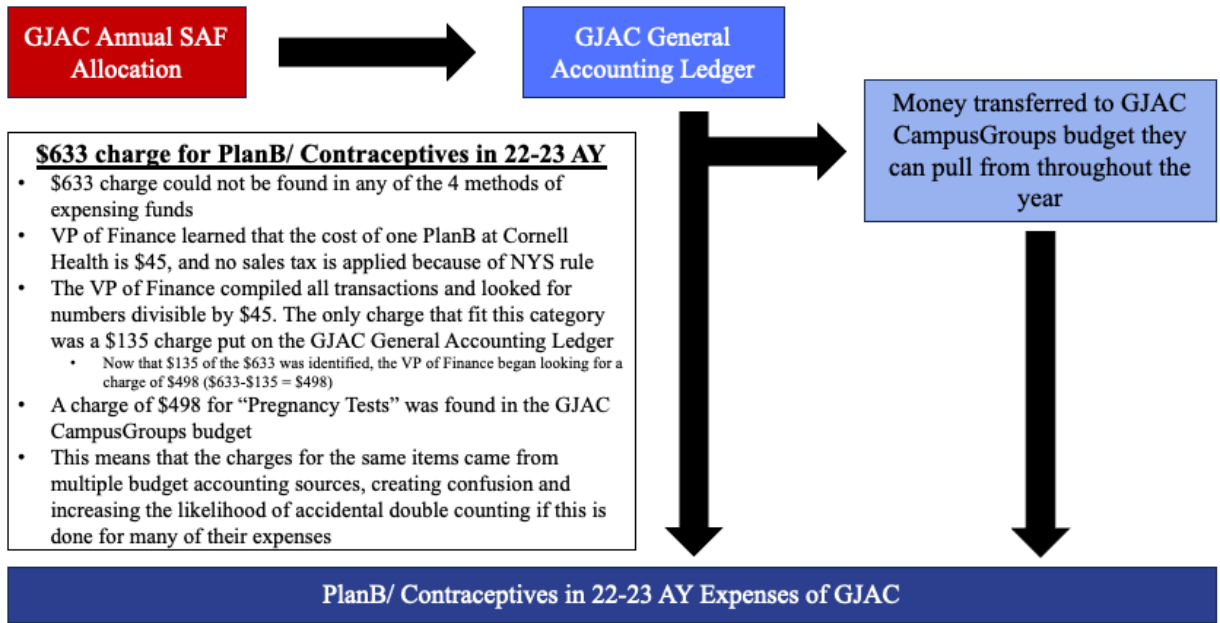 GJAC Annual SAF
Allocation
GJAC General
Accounting Ledger
Money transferred to GJAC
CampusGroups budget they
can pull from throughout the
year
$633 charge for PlanB/ Contraceptives in 22-23 AY
• $633 charge could not be found in any of the 4 methods of
expensing funds
• VP of Finance learned that the cost of one PlanB at Cornell
Health is $45, and no sales tax is applied because of NYS rule
• The VP of Finance compiled all transactions and looked for
numbers divisible by $45. The only charge that fit this category
was a $135 charge put on the GJAC General Accounting Ledger
• Now that $135 of the $633 was identified, the VP of Finance began looking for a
charge of $498 ($633-$135 = $498)
• A charge of $498 for “Pregnancy Tests” was found in the GJAC
CampusGroups budget
• This means that the charges for the same items came from
multiple budget accounting sources, creating confusion and
increasing the likelihood of accidental double counting if this is
done for many of their expenses
PlanB/ Contraceptives in 22-23 AY Expenses of GJAC